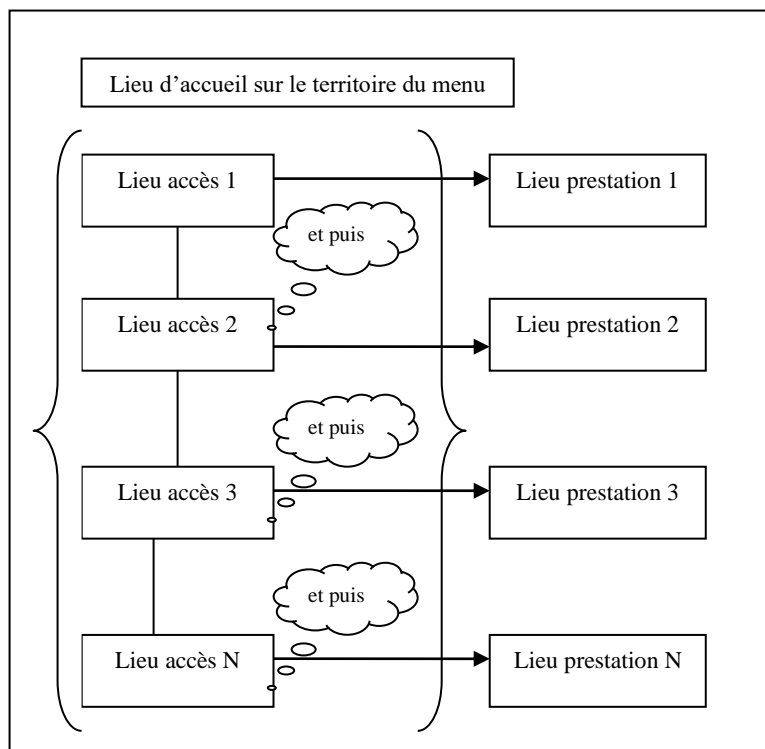 Lieu d'accueil sur le territoire du menu
Lieu accès 1
Lieu prestation 1
et puis
Lieu accès 2
Lieu prestation 2
et puis
Lieu accès 3
Lieu prestation 3
et puis
Lieu accès N
Lieu prestation N